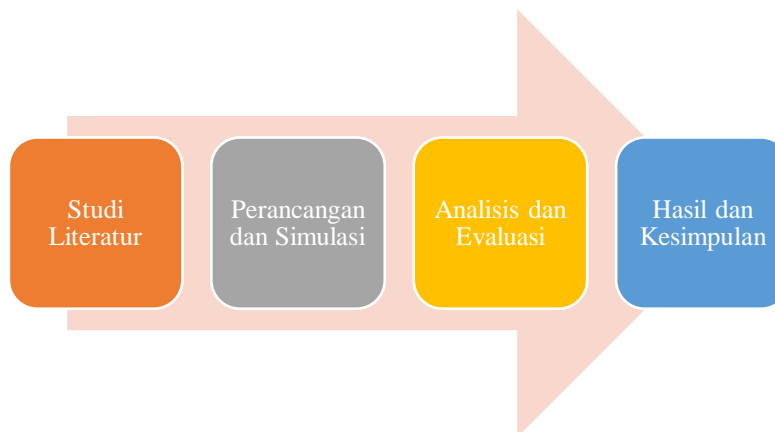 Studi
Literatur
Perancangan
dan Simulasi
Analisis dan
Evaluasi
Hasil dan
Kesimpulan